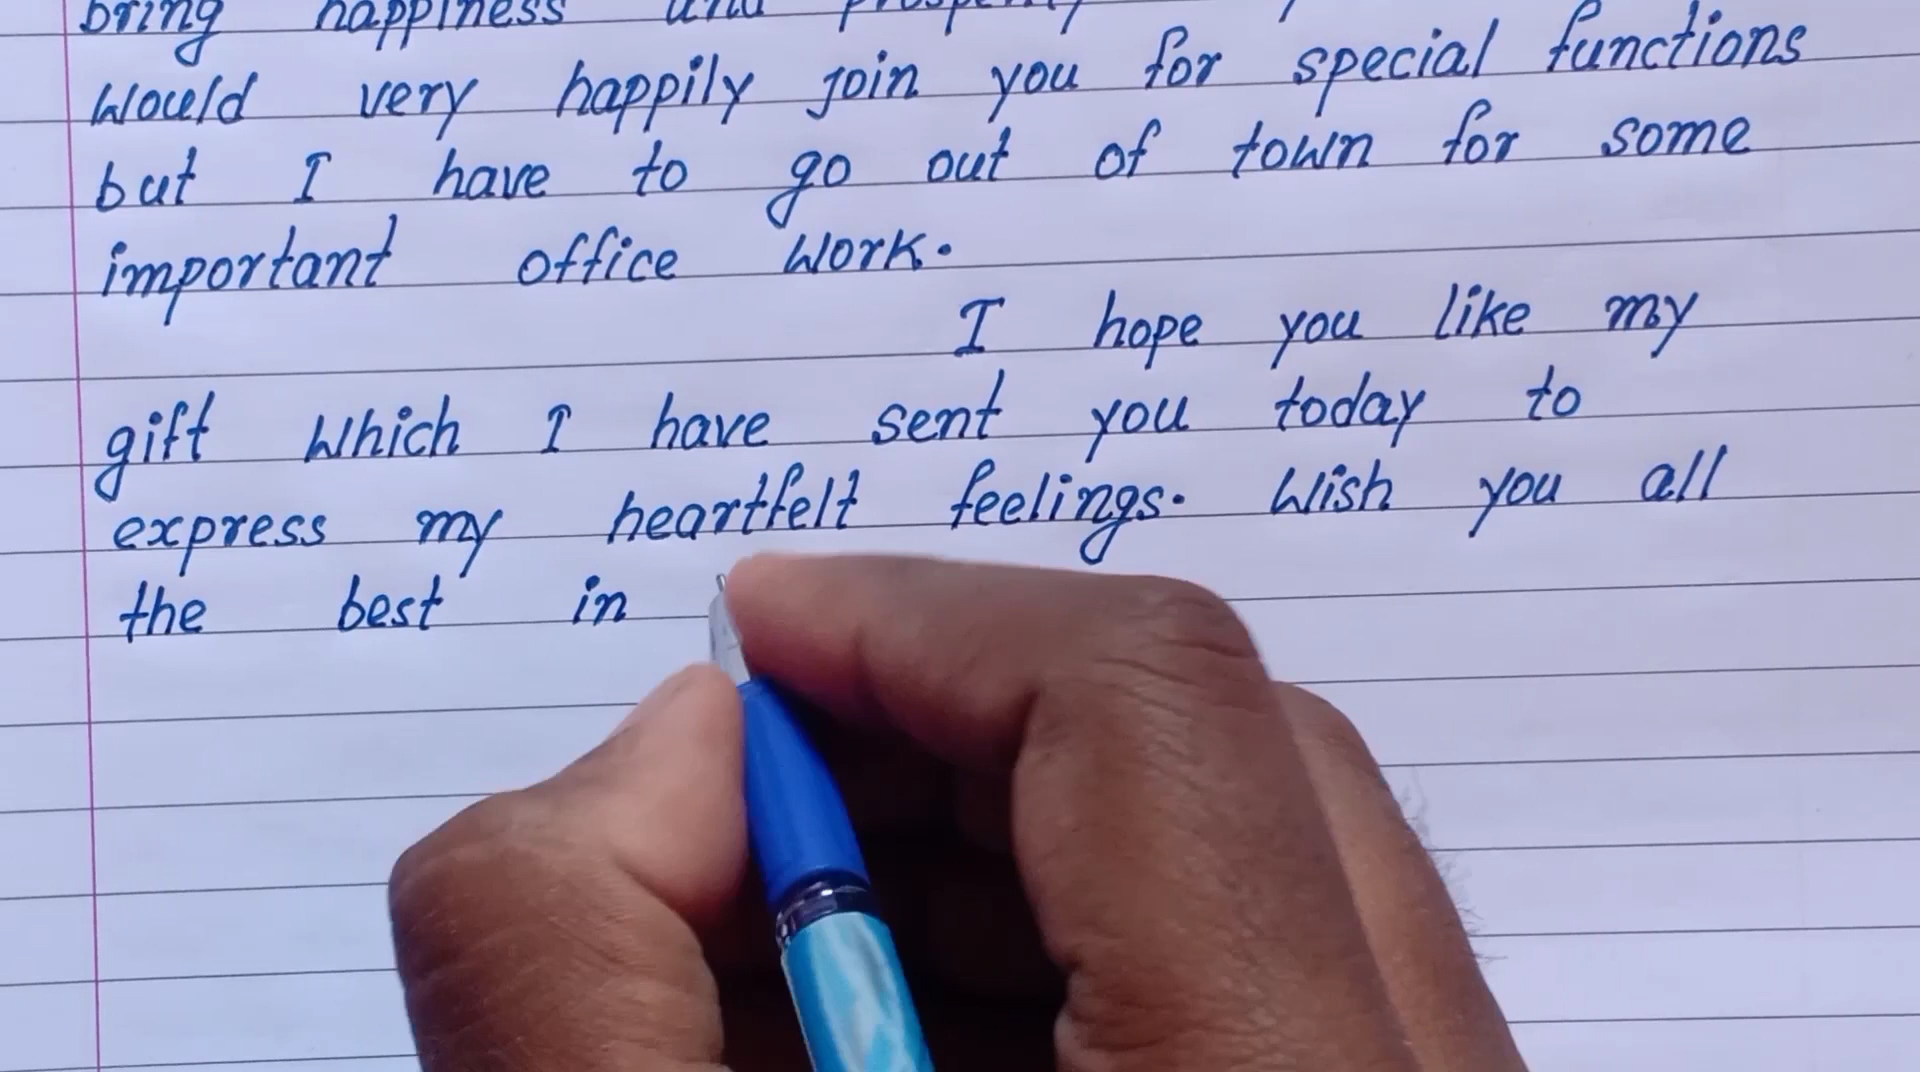 bring happiness and prosperity
would very happily join you for special functions
but I have to go out of town for some
important office work.
I hope you like my
gift which I have sent you today to
express my heartfelt feelings. Wish you all
the best in